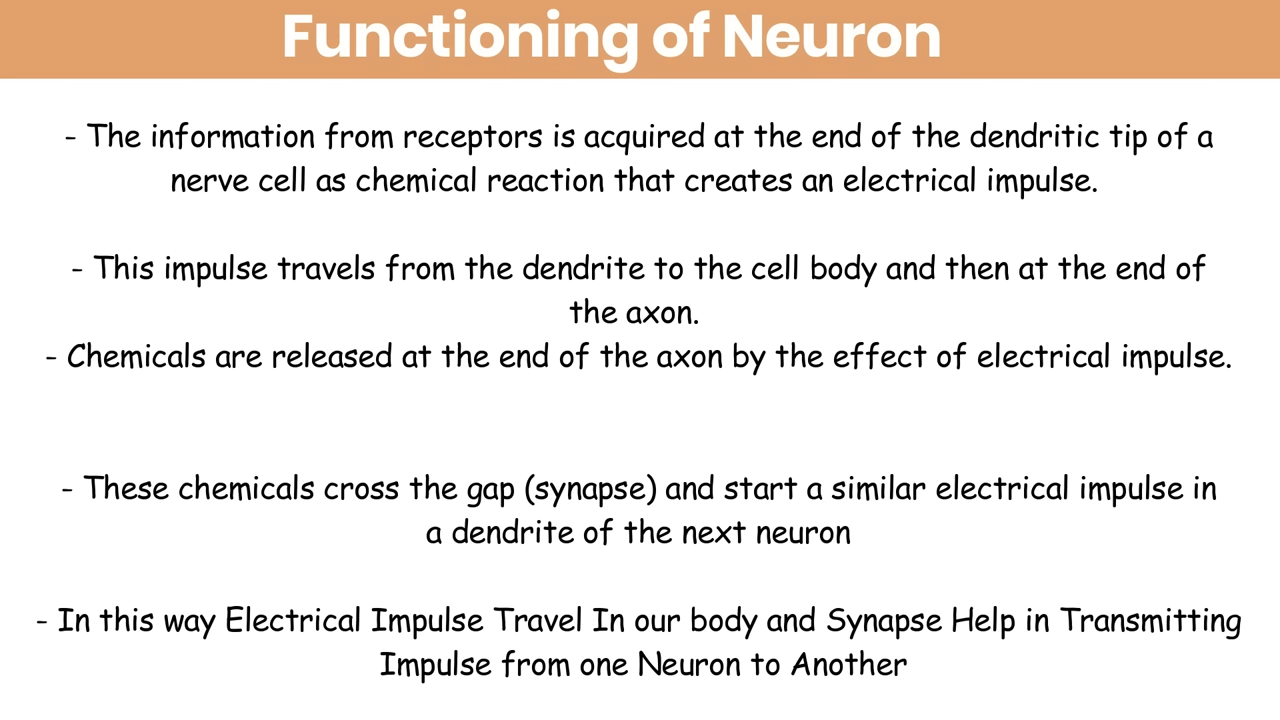 Functioning of Neuron
- The information from receptors is acquired at the end of the dendritic tip of a
nerve cell as chemical reaction that creates an electrical impulse.
- This impulse travels from the dendrite to the cell body and then at the end of
the axon.
- Chemicals are released at the end of the axon by the effect of electrical impulse.
- These chemicals cross the gap (synapse) and start a similar electrical impulse in
a dendrite of the next neuron
- In this way Electrical Impulse Travel In our body and Synapse Help in Transmitting
Impulse from one Neuron to Another